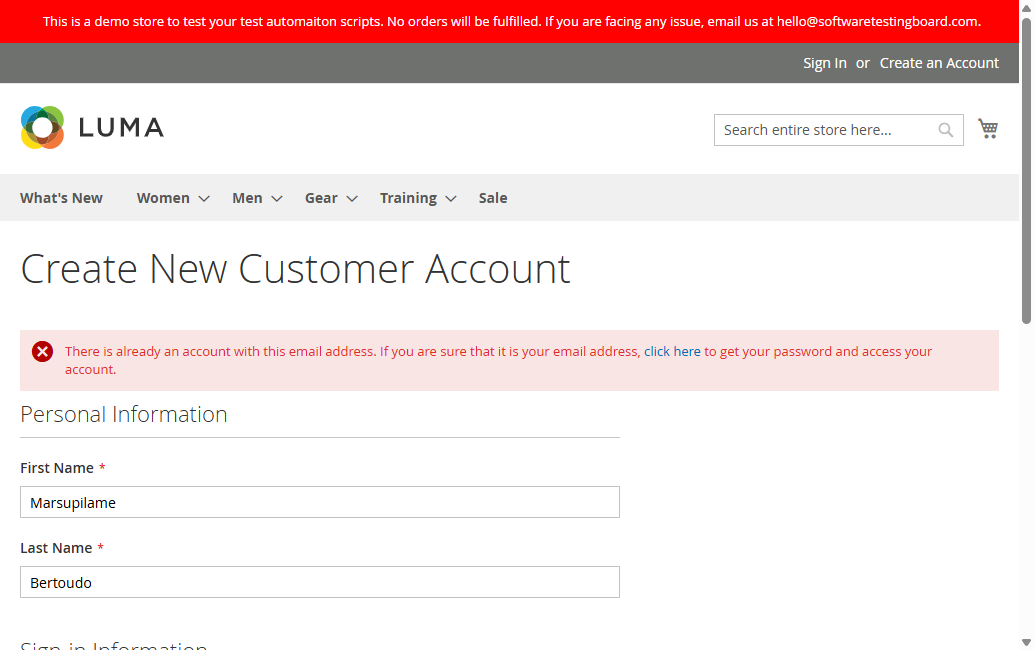 This is a demo store to test your test automaiton scripts. No orders will be fulfilled. If you are facing any issue, email us at hello@softwaretestingboard.com.
Sign In or Create an Account
LUMA
Search entire store here...
What's New Women Men Gear Training Sale
Create New Customer Account
There is already an account with this email address. If you are sure that it is your email address, click here to get your password and access your
account.
Personal Information
First Name *
Marsupilame
Last Name *
Bertoudo
Sign-in Information